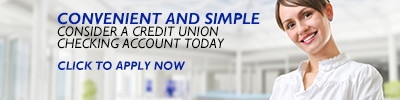 CONVENIENT AND SIMPLE
CONSIDER A CREDIT UNION
CHECKING ACCOUNT TODAY
CLICK TO APPLY NOW